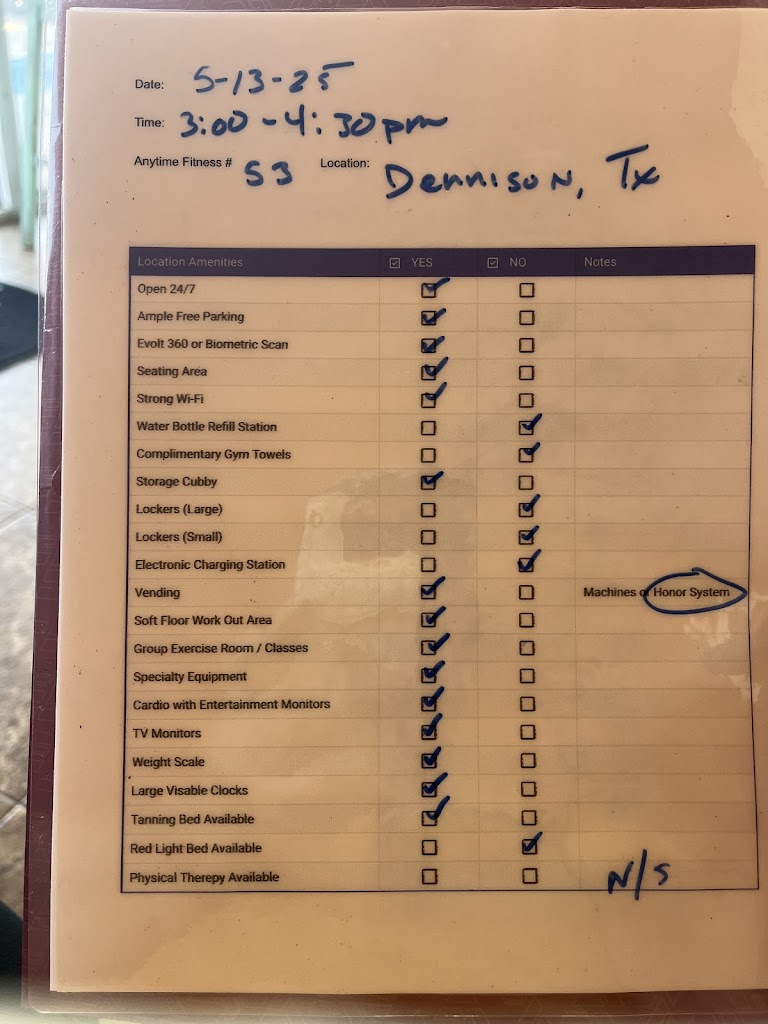 Date: 5-13-25
Time: 3:00 - 4:30pm
Anytime Fitness # 53 Location: Dennison, Tx
Location Amenities ☑ YES ☑ NO Notes
Open 24/7 ☑ ☐
Ample Free Parking ☑ ☐
Evolt 360 or Biometric Scan ☑ ☐
Seating Area ☑ ☐
Strong Wi-Fi ☑ ☐
Water Bottle Refill Station ☐ ☑
Complimentary Gym Towels ☐ ☑
Storage Cubby ☑ ☐
Lockers (Large) ☐ ☑
Lockers (Small) ☐ ☑
Electronic Charging Station ☐ ☑
Vending ☑ ☐ Machines or Honor System
Soft Floor Work Out Area ☑ ☐
Group Exercise Room / Classes ☑ ☐
Specialty Equipment ☑ ☐
Cardio with Entertainment Monitors ☑ ☐
TV Monitors ☑ ☐
Weight Scale ☑ ☐
Large Visable Clocks ☑ ☐
Tanning Bed Available ☑ ☐
Red Light Bed Available ☐ ☑
Physical Therepy Available ☐ ☐ N/S